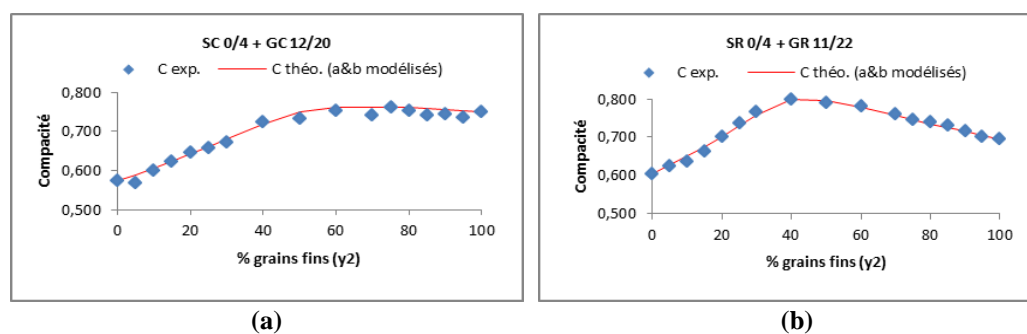 SC 0/4 + GC 12/20
C exp.
C théo. (a&b modélisés)
0,800
0,700
0,600
0,500
Compacité
0 20 40 60 80 100
% grains fins (y2)
(a)
SR 0/4 + GR 11/22
C exp.
C théo. (a&b modélisés)
0,800
0,700
0,600
0,500
Compacité
0 20 40 60 80 100
% grains fins (y2)
(b)